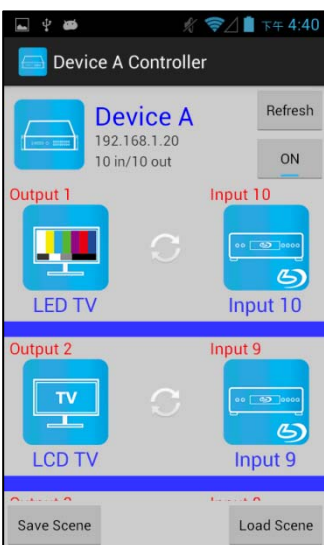 下午 4:40
Device A Controller
Device A
192.168.1.20
10 in/10 out
Refresh
ON
Output 1
Input 10
LED TV
Input 10
Output 2
Input 9
TV
LCD TV
Input 9
Save Scene
Load Scene